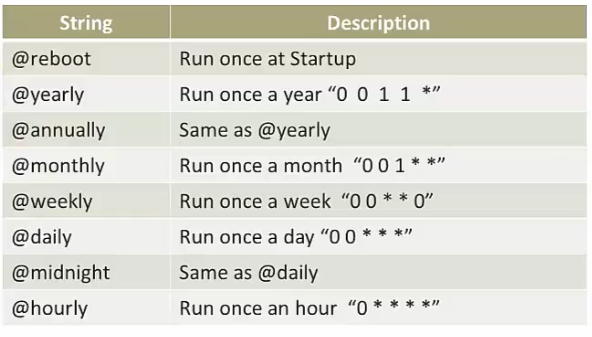 String Description
@reboot Run once at Startup
@yearly Run once a year “0 0 1 1 *”
@annually Same as @yearly
@monthly Run once a month “0 0 1 * *”
@weekly Run once a week “0 0 * * 0”
@daily Run once a day “0 0 * * *”
@midnight Same as @daily
@hourly Run once an hour “0 * * * *”